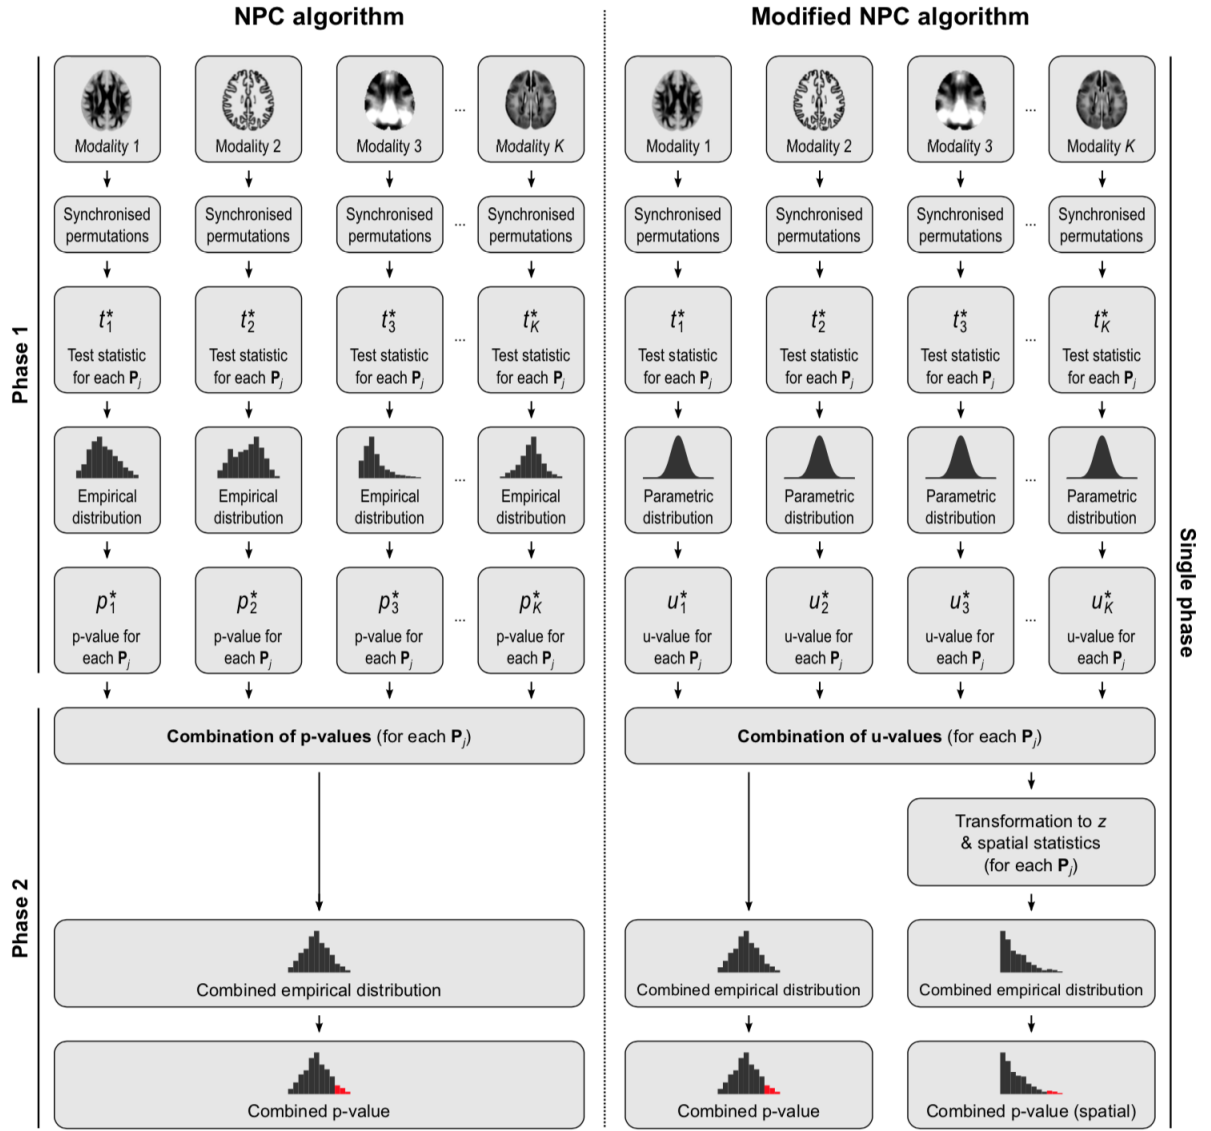 NPC algorithm
Modified NPC algorithm
Modality 1
Modality 2
Modality 3
...
Modality K
Modality 1
Modality 2
Modality 3
...
Modality K
Synchronised
permutations
Synchronised
permutations
Synchronised
permutations
...
Synchronised
permutations
Synchronised
permutations
Synchronised
permutations
Synchronised
permutations
...
Synchronised
permutations
Phase 1
t*1
Test statistic
for each Pj
t*2
Test statistic
for each Pj
t*3
Test statistic
for each Pj
...
t*K
Test statistic
for each Pj
t*1
Test statistic
for each Pj
t*2
Test statistic
for each Pj
t*3
Test statistic
for each Pj
...
t*K
Test statistic
for each Pj
Empirical
distribution
Empirical
distribution
Empirical
distribution
...
Empirical
distribution
Parametric
distribution
Parametric
distribution
Parametric
distribution
...
Parametric
distribution
Single phase
p*1
p-value for
each Pj
p*2
p-value for
each Pj
p*3
p-value for
each Pj
...
p*K
p-value for
each Pj
u*1
u-value for
each Pj
u*2
u-value for
each Pj
u*3
u-value for
each Pj
...
u*K
u-value for
each Pj
Phase 2
Combination of p-values (for each Pj)
Combination of u-values (for each Pj)
Transformation to z
& spatial statistics
(for each Pj)
Combined empirical distribution
Combined empirical distribution
Combined empirical distribution
Combined p-value
Combined p-value
Combined p-value (spatial)